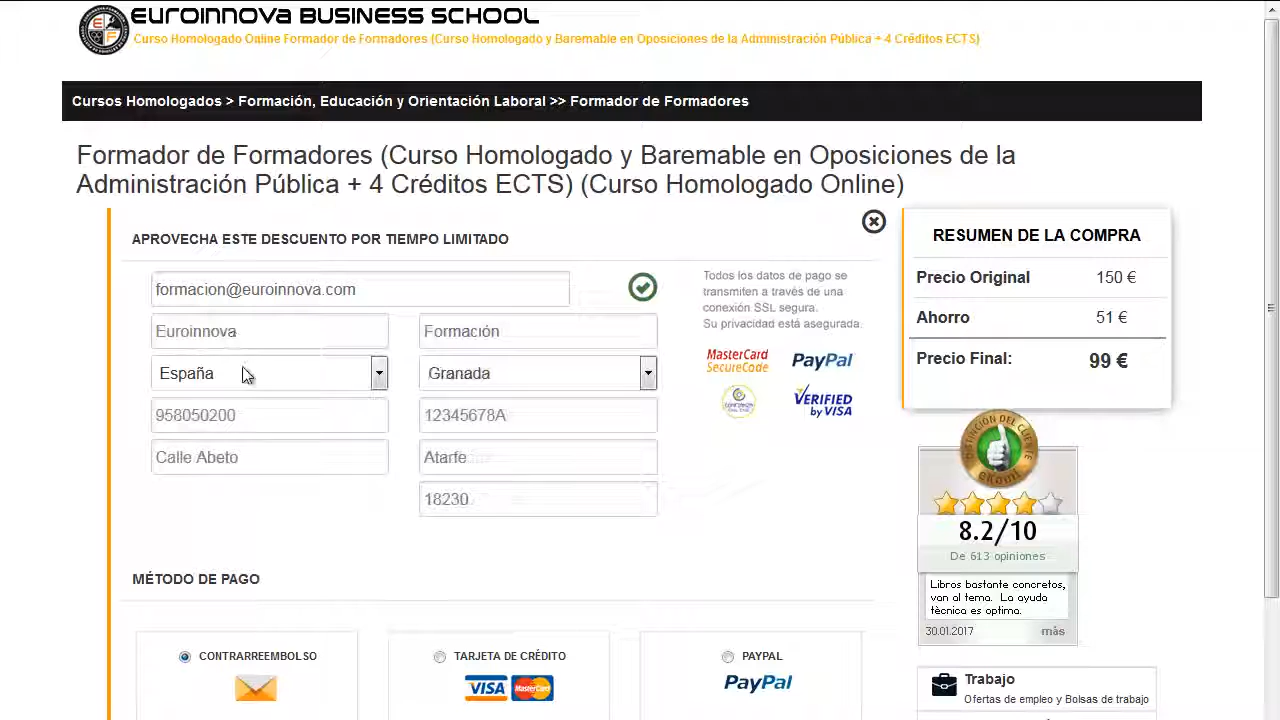 EUROINNOVA BUSINESS SCHOOL
Curso Homologado Online Formador de Formadores (Curso Homologado y Baremable en Oposiciones de la Administración Pública + 4 Créditos ECTS)
Cursos Homologados > Formación, Educación y Orientación Laboral >> Formador de Formadores
Formador de Formadores (Curso Homologado y Baremable en Oposiciones de la
Administración Pública + 4 Créditos ECTS) (Curso Homologado Online)
APROVECHA ESTE DESCUENTO POR TIEMPO LIMITADO
formacion@euroinnova.com
Euroinnova
Formación
España
Granada
958050200
12345678A
Calle Abeto
Atarfe
18230
Todos los datos de pago se
transmiten a través de una
conexión SSL segura.
Su privacidad está asegurada.
MasterCard
SecureCode
PayPal
VERIFIED
by VISA
RESUMEN DE LA COMPRA
Precio Original 150 €
Ahorro 51 €
Precio Final: 99 €
DISTINCIÓN DEL CLIENTE
eKomi
8.2/10
De 613 opiniones
Libros bastante concretos,
van al tema. La ayuda
tècnica es optima.
30.01.2017 màs
MÉTODO DE PAGO
CONTRARREEMBOLSO
TARJETA DE CRÉDITO
VISA
MasterCard
PAYPAL
PayPal
Trabajo
Ofertas de empleo y Bolsas de trabajo